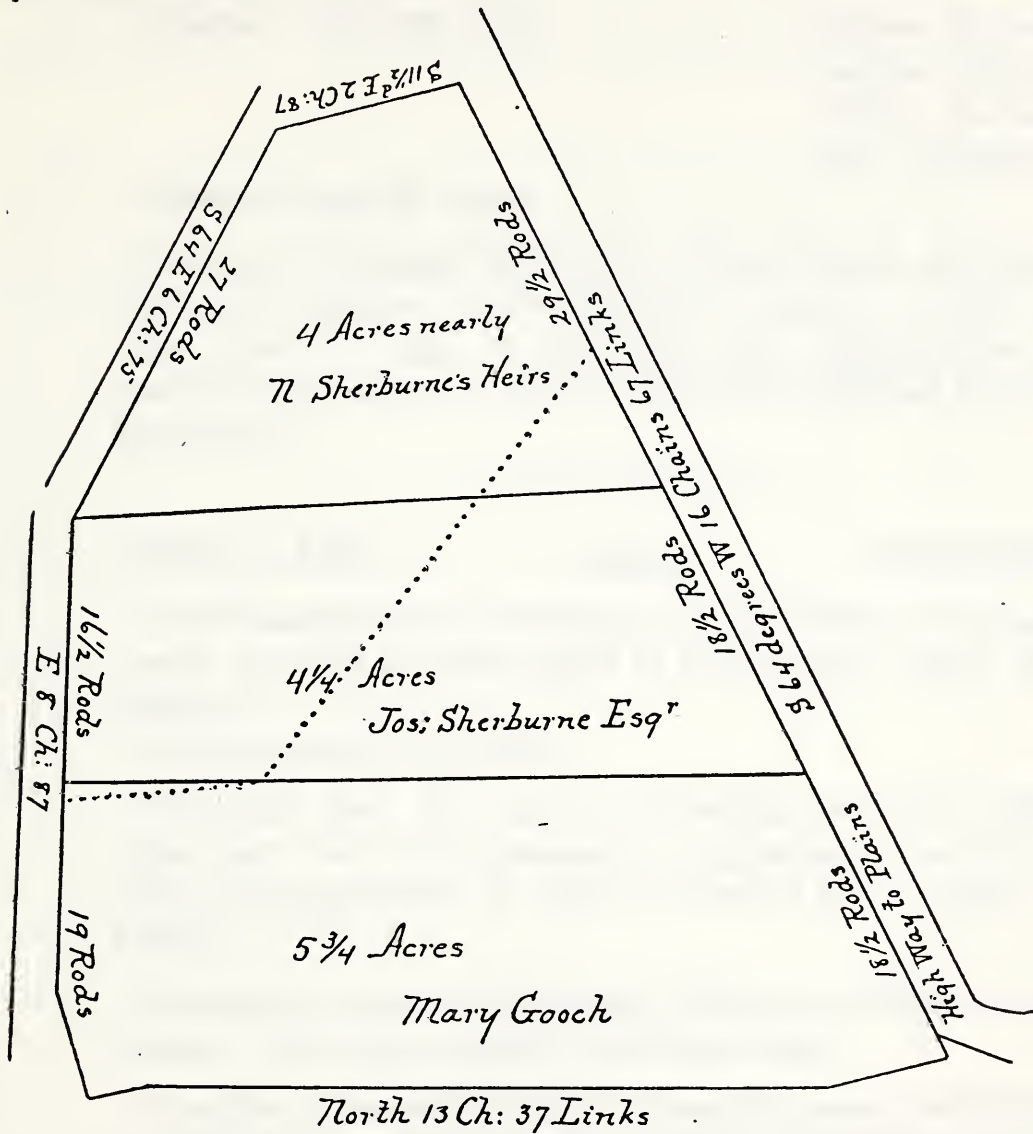 S 11½d E 2 Ch: 87
S 64 E 6 Ch: 75
27 Rods
29½ Rods
4 Acres nearly
N Sherburne's Heirs
S 64 degrees W 16 Chains 67 Links
16½ Rods
E 8 Ch: 87
18½ Rods
4¼ Acres
Jos: Sherburne Esqr
19 Rods
18½ Rods
High Way to Plains
5¾ Acres
Mary Gooch
North 13 Ch: 37 Links